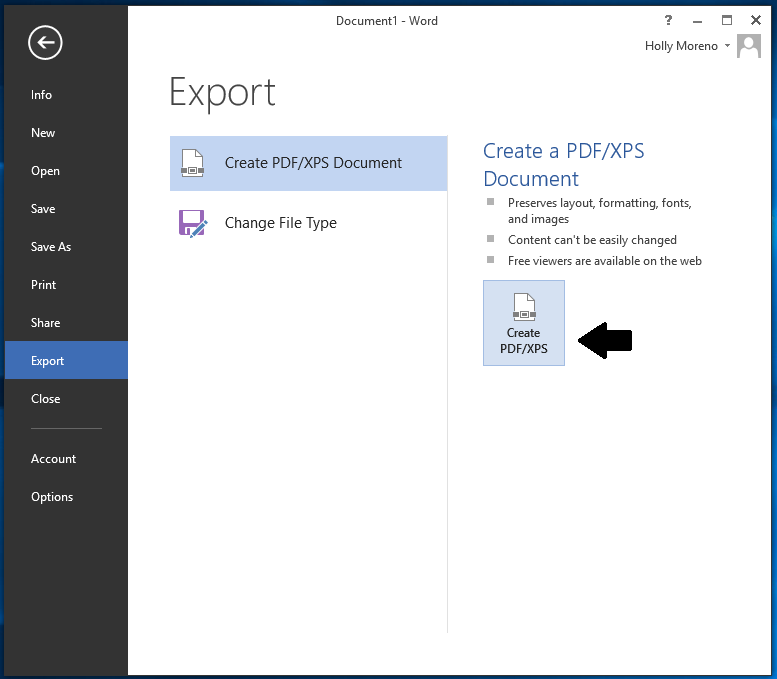 Document1 - Word
?
Holly Moreno
Info
New
Open
Save
Save As
Print
Share
Export
Close
Account
Options
Export
Create PDF/XPS Document
Change File Type
Create a PDF/XPS
Document
Preserves layout, formatting, fonts,
and images
Content can't be easily changed
Free viewers are available on the web
Create
PDF/XPS